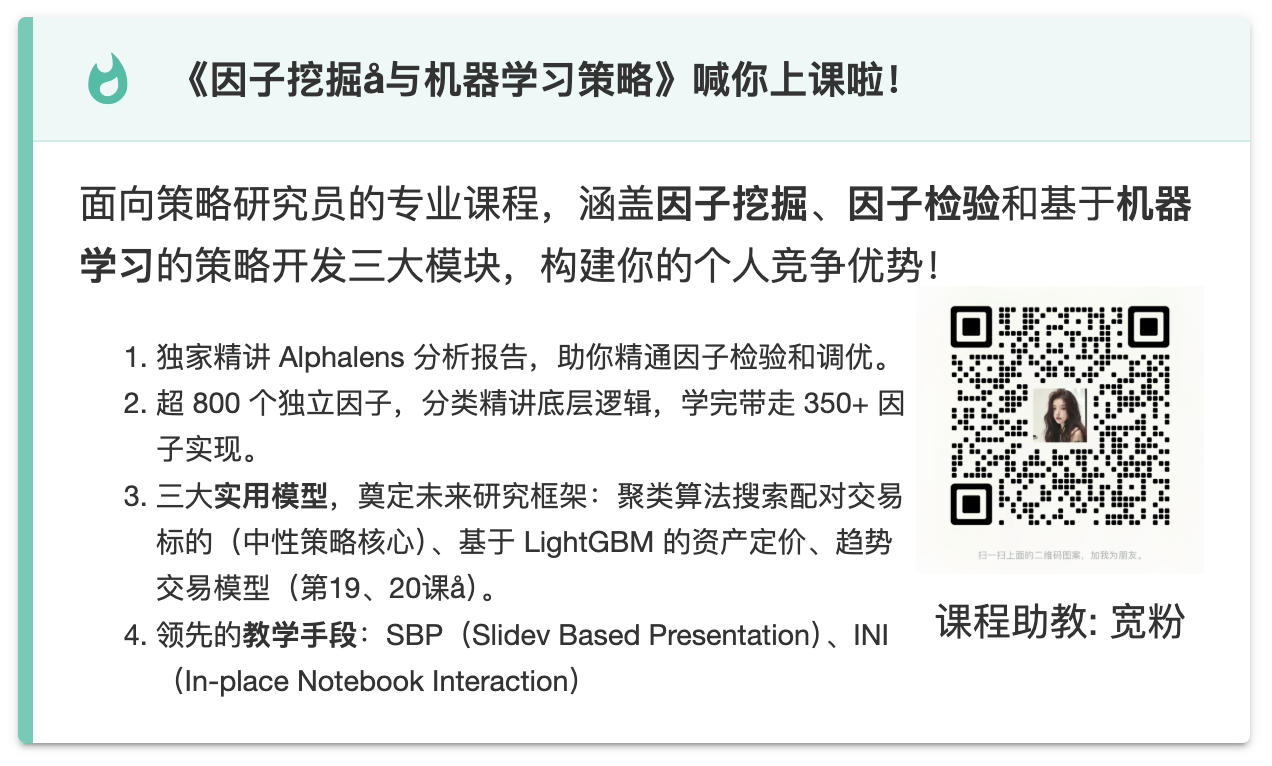 《因子挖掘å与机器学习策略》喊你上课啦！
面向策略研究员的专业课程，涵盖因子挖掘、因子检验和基于机器
学习的策略开发三大模块，构建你的个人竞争优势！
1. 独家精讲 Alphalens 分析报告，助你精通因子检验和调优。
2. 超 800 个独立因子，分类精讲底层逻辑，学完带走 350+ 因
子实现。
3. 三大实用模型，奠定未来研究框架：聚类算法搜索配对交易
标的（中性策略核心）、基于 LightGBM 的资产定价、趋势
交易模型（第19、20课å）。
4. 领先的教学手段：SBP（Slidev Based Presentation）、INI
（In-place Notebook Interaction）
扫一扫上面的二维码图案，加我为朋友。
课程助教: 宽粉